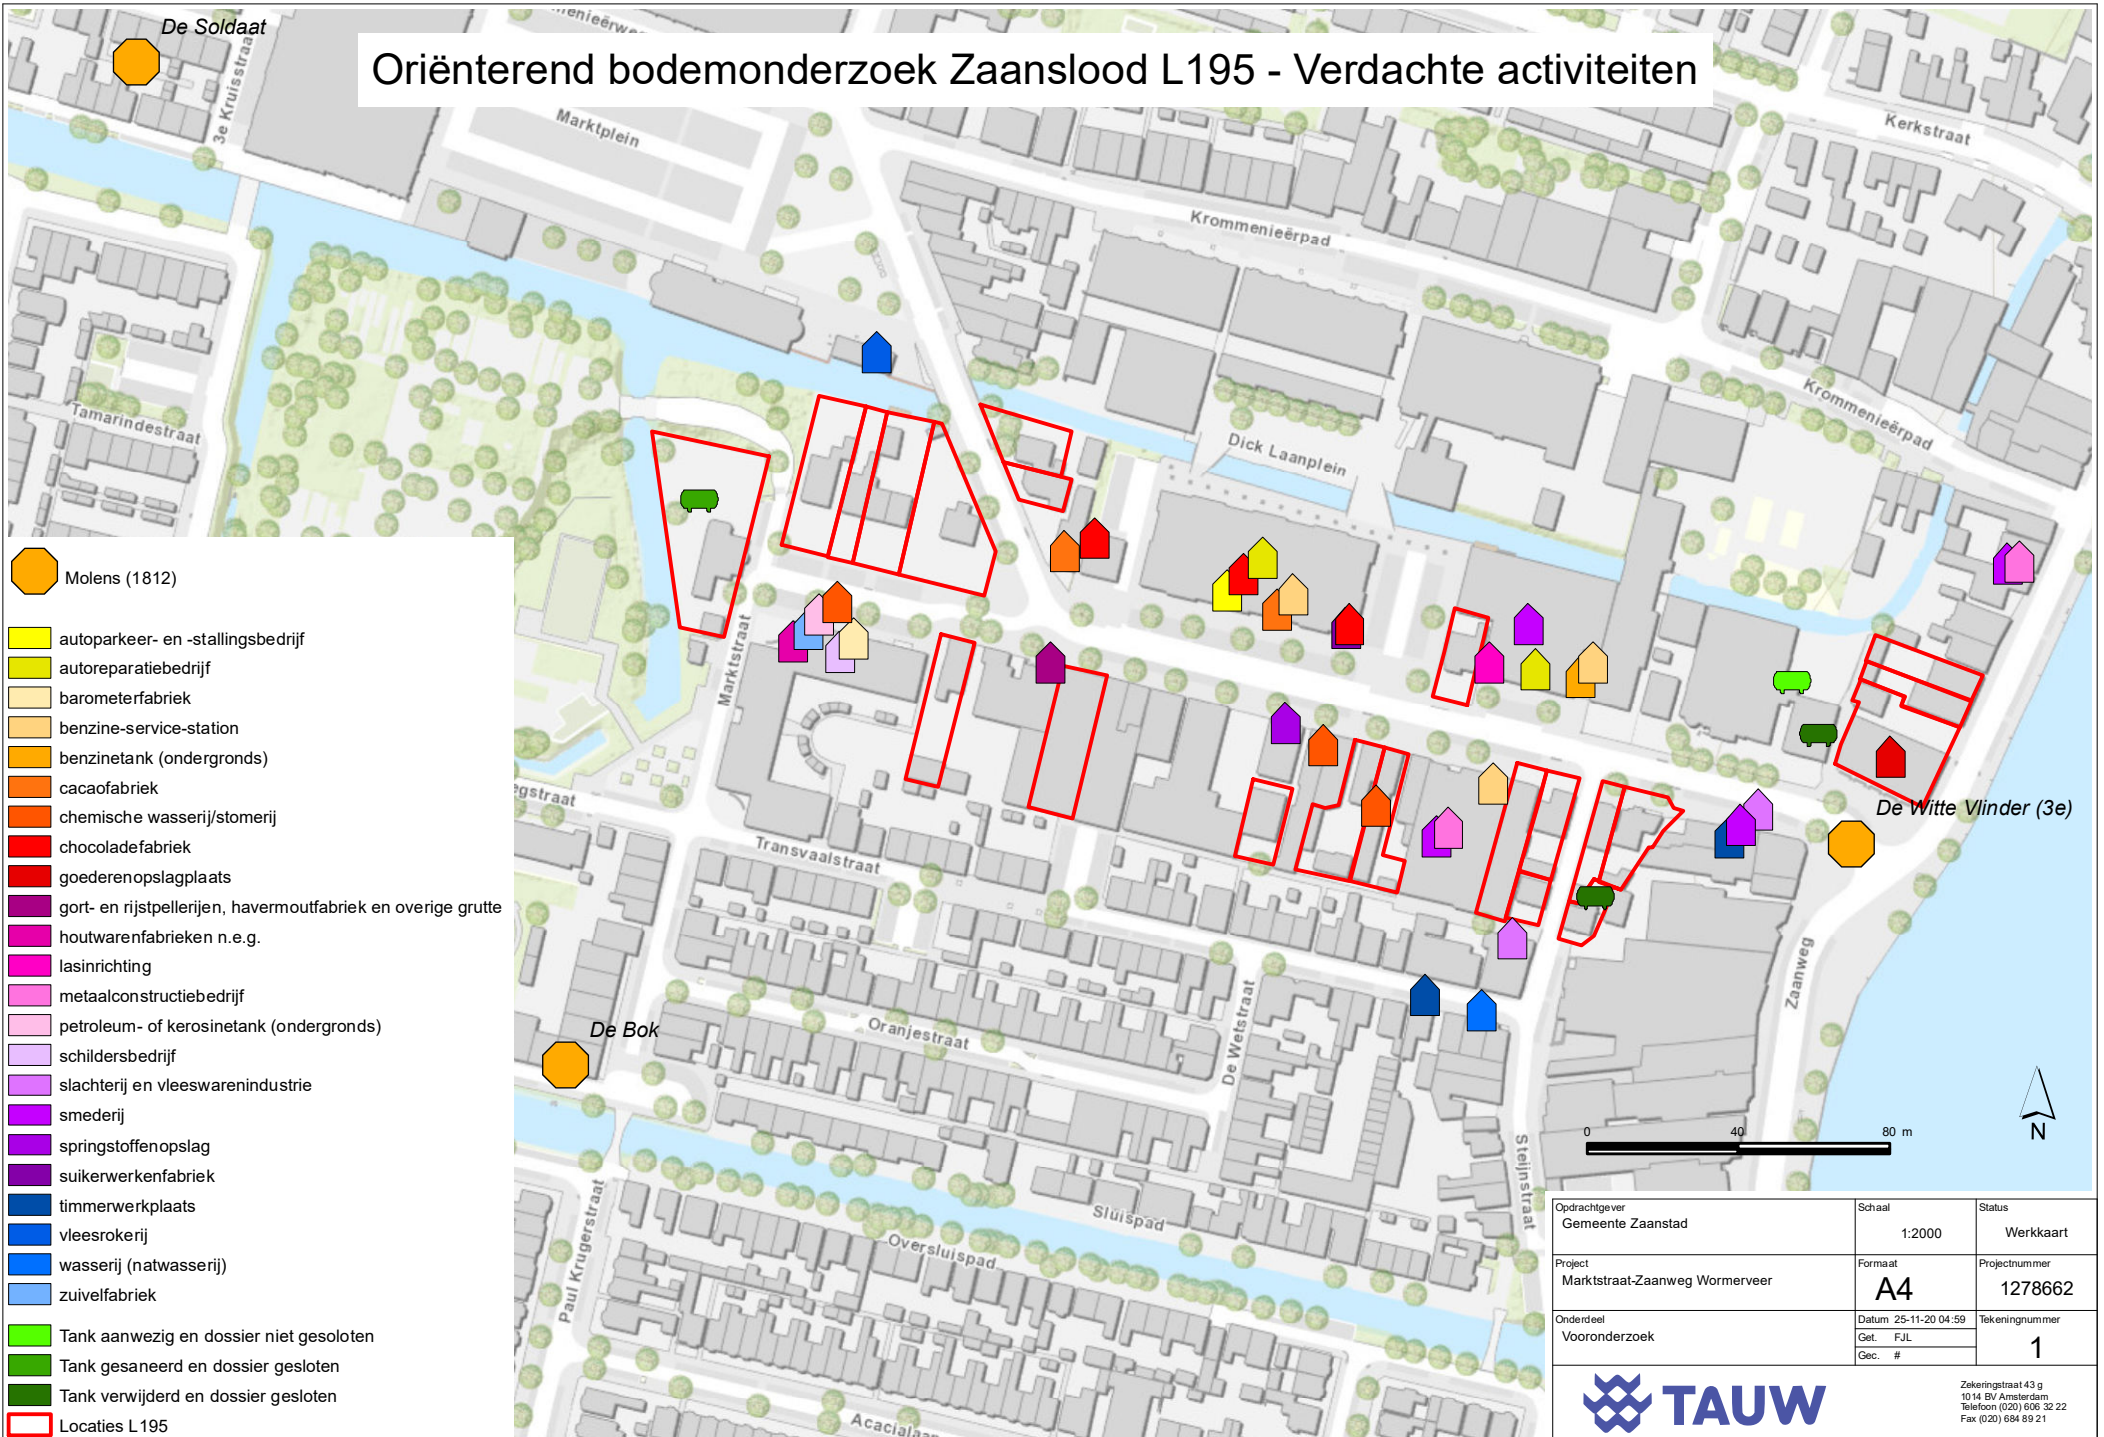 De Soldaat
Oriënterend bodemonderzoek Zaanslood L195 - Verdachte activiteiten
3e Kruisstraat
Marktplein
Kerkstraat
Krommenieërpad
Krommenieërpad
Tamarindestraat
Dick Laanplein
Marktstraat
Transvaalstraat
De Witte Vlinder (3e)
Zaanweg
De Bok
Oranjestraat
De Wetstraat
Steijnstraat
Sluispad
Oversluispad
Paul Krugerstraat
Molens (1812)
autoparkeer- en -stallingsbedrijf
autoreparatiebedrijf
barometerfabriek
benzine-service-station
benzinetank (ondergronds)
cacaofabriek
chemische wasserij/stomerij
chocoladefabriek
goederenopslagplaats
gort- en rijstpellerijen, havermoutfabriek en overige grutte
houtwarenfabrieken n.e.g.
lasinrichting
metaalconstructiebedrijf
petroleum- of kerosinetank (ondergronds)
schildersbedrijf
slachterij en vleeswarenindustrie
smederij
springstoffenopslag
suikerwerkenfabriek
timmerwerkplaats
vleesrokerij
wasserij (natwasserij)
zuivelfabriek
Tank aanwezig en dossier niet gesoloten
Tank gesaneerd en dossier gesloten
Tank verwijderd en dossier gesloten
Locaties L195
0 40 80 m
N
Opdrachtgever
Gemeente Zaanstad
Schaal
1:2000
Status
Werkkaart
Project
Marktstraat-Zaanweg Wormerveer
Formaat
A4
Projectnummer
1278662
Onderdeel
Vooronderzoek
Datum 25-11-20 04:59
Get. FJL
Gec. #
Tekeningnummer
1
TAUW
Zekeringstraat 43 g
1014 BV Amsterdam
Telefoon (020) 606 32 22
Fax (020) 684 89 21